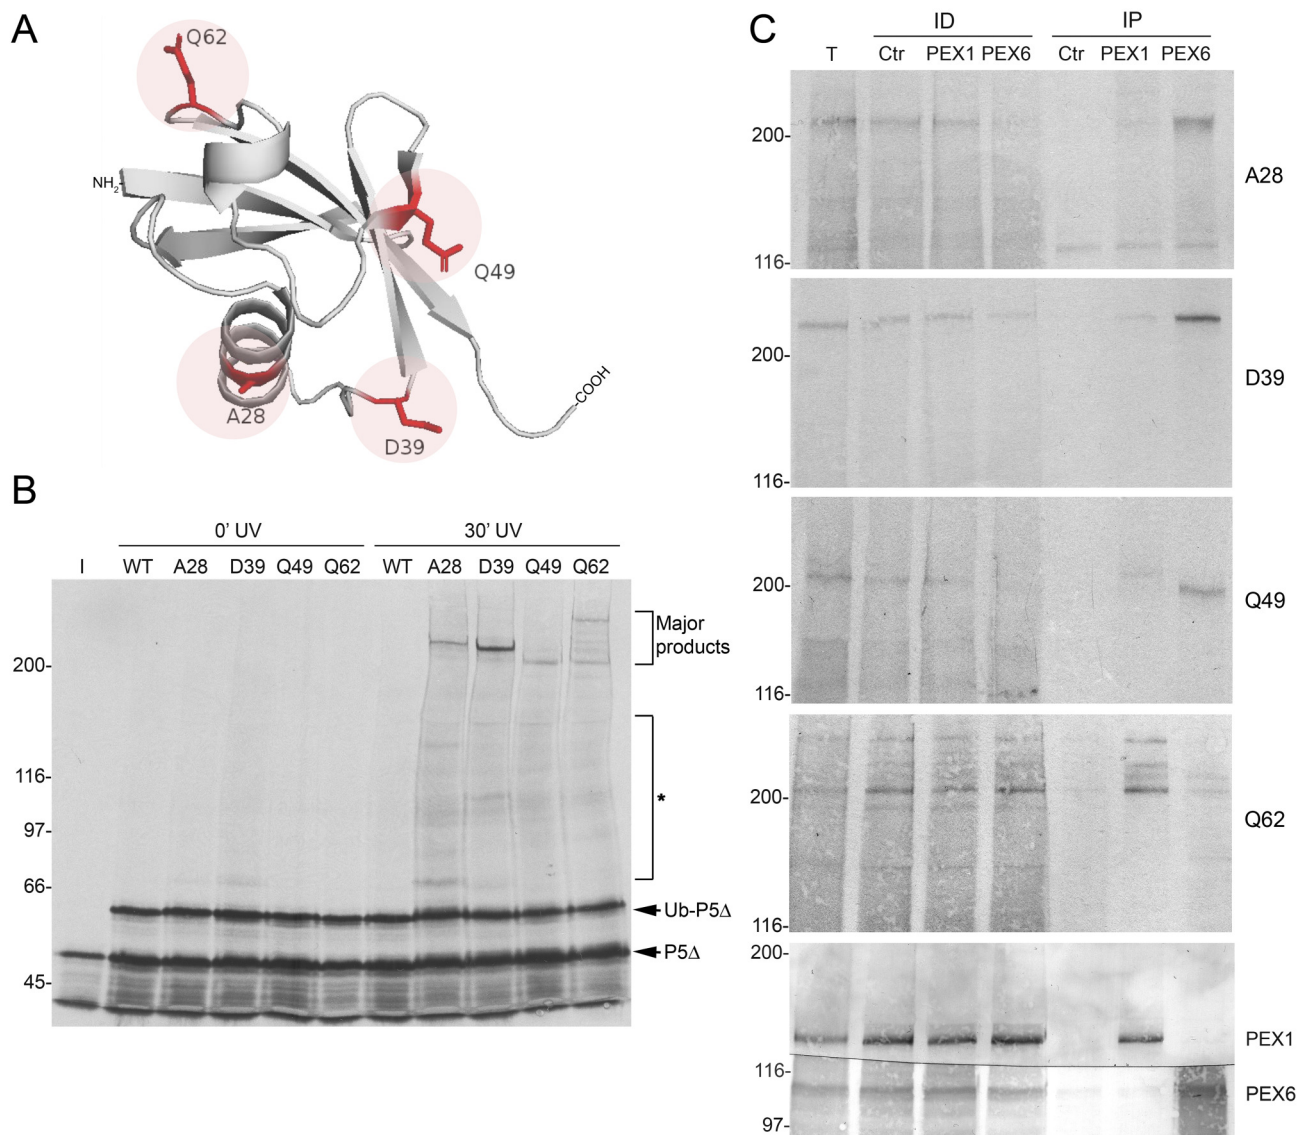 A
Q62
NH2
Q49
A28
D39
COOH
B
0' UV
30' UV
I WT A28 D39 Q49 Q62 WT A28 D39 Q49 Q62
Major
products
200-
116-
*
97-
66-
Ub-P5Δ
P5Δ
45-
C
ID
IP
T Ctr PEX1 PEX6 Ctr PEX1 PEX6
200-
A28
116-
200-
D39
116-
200-
Q49
116-
200-
Q62
116-
200-
PEX1
116-
PEX6
97-